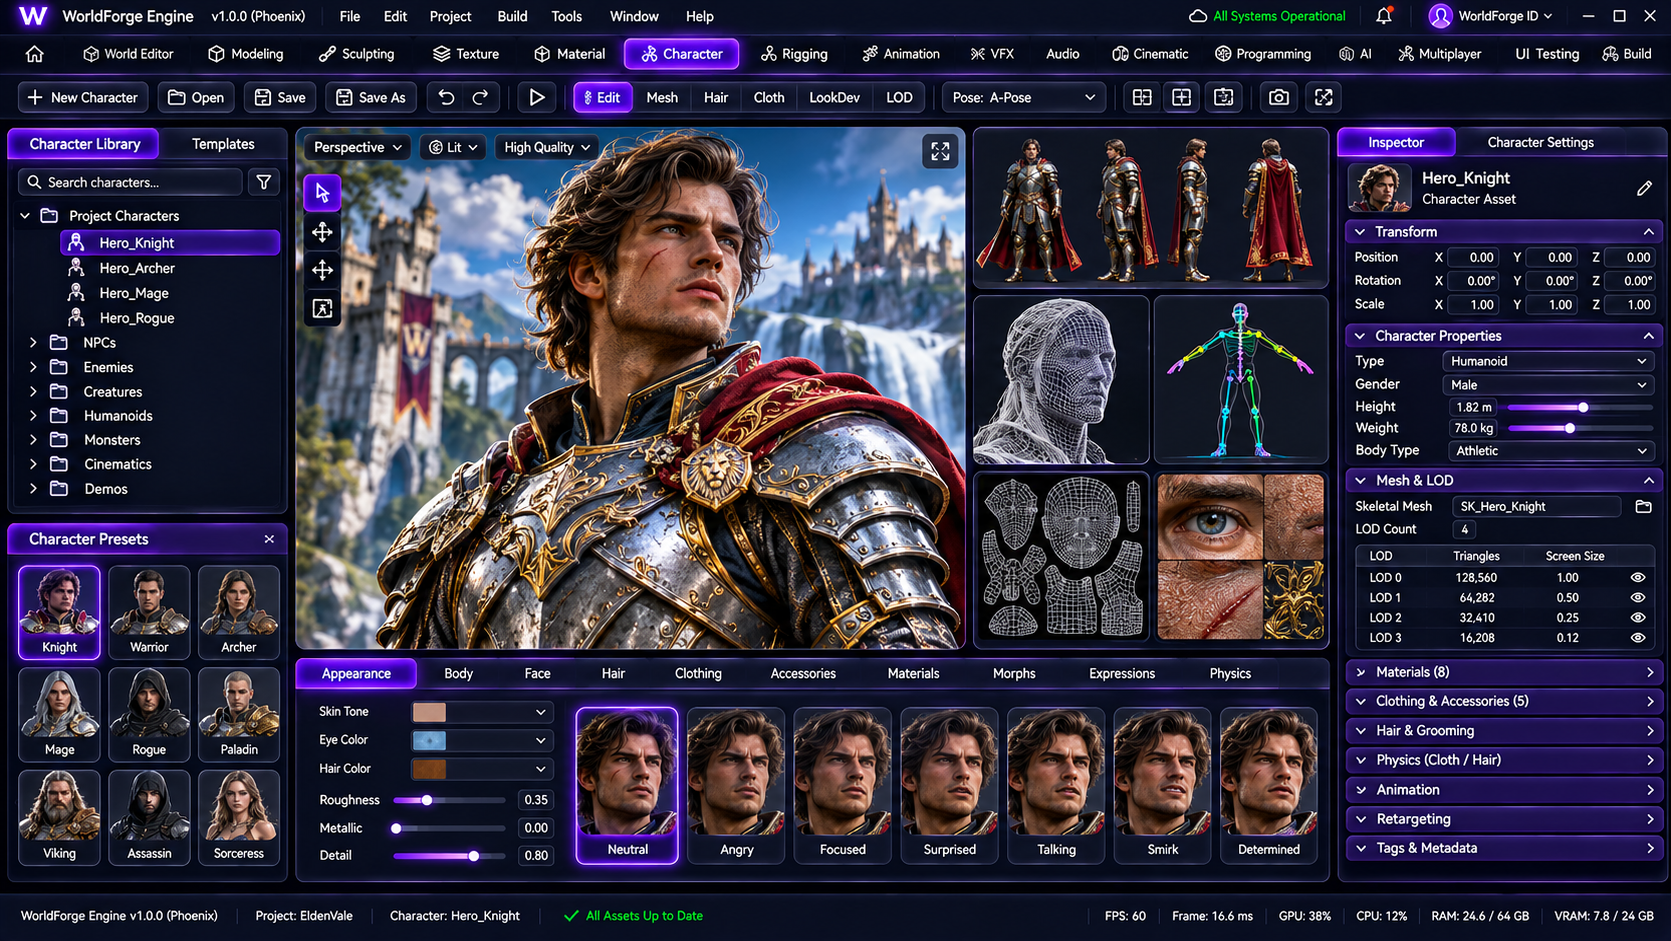 W WorldForge Engine v1.0.0 (Phoenix) File Edit Project Build Tools Window Help All Systems Operational WorldForge ID
World Editor Modeling Sculpting Texture Material Character Rigging Animation VFX Audio Cinematic Programming AI Multiplayer UI Testing Build
New Character Open Save Save As Edit Mesh Hair Cloth LookDev LOD Pose: A-Pose
Character Library Templates
Search characters...
Project Characters
Hero_Knight
Hero_Archer
Hero_Mage
Hero_Rogue
NPCs
Enemies
Creatures
Humanoids
Monsters
Cinematics
Demos
Character Presets
Knight Warrior Archer
Mage Rogue Paladin
Viking Assassin Sorceress
Perspective Lit High Quality
W
Appearance Body Face Hair Clothing Accessories Materials Morphs Expressions Physics
Skin Tone
Eye Color
Hair Color
Roughness 0.35
Metallic 0.00
Detail 0.80
Neutral Angry Focused Surprised Talking Smirk Determined
Inspector Character Settings
Hero_Knight
Character Asset
Transform
Position X 0.00 Y 0.00 Z 0.00
Rotation X 0.00° Y 0.00° Z 0.00°
Scale X 1.00 Y 1.00 Z 1.00
Character Properties
Type Humanoid
Gender Male
Height 1.82 m
Weight 78.0 kg
Body Type Athletic
Mesh & LOD
Skeletal Mesh SK_Hero_Knight
LOD Count 4
LOD Triangles Screen Size
LOD 0 128,560 1.00
LOD 1 64,282 0.50
LOD 2 32,410 0.25
LOD 3 16,208 0.12
Materials (8)
Clothing & Accessories (5)
Hair & Grooming
Physics (Cloth / Hair)
Animation
Retargeting
Tags & Metadata
WorldForge Engine v1.0.0 (Phoenix) Project: EldenVale Character: Hero_Knight All Assets Up to Date FPS: 60 Frame: 16.6 ms GPU: 38% CPU: 12% RAM: 24.6 / 64 GB VRAM: 7.8 / 24 GB